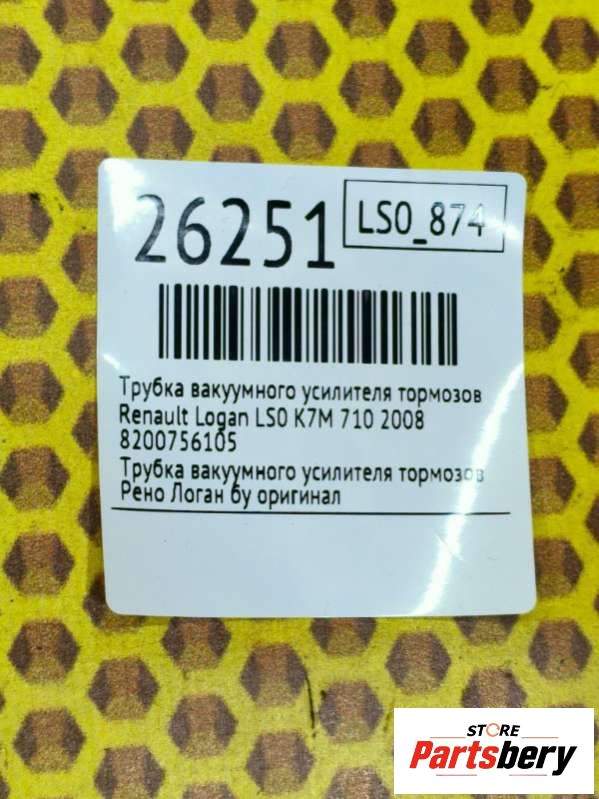 26251
LS0_874
Трубка вакуумного усилителя тормозов
Renault Logan LS0 K7M 710 2008
8200756105
Трубка вакуумного усилителя тормозов
Рено Логан бу оригинал
STORE
Partsbery